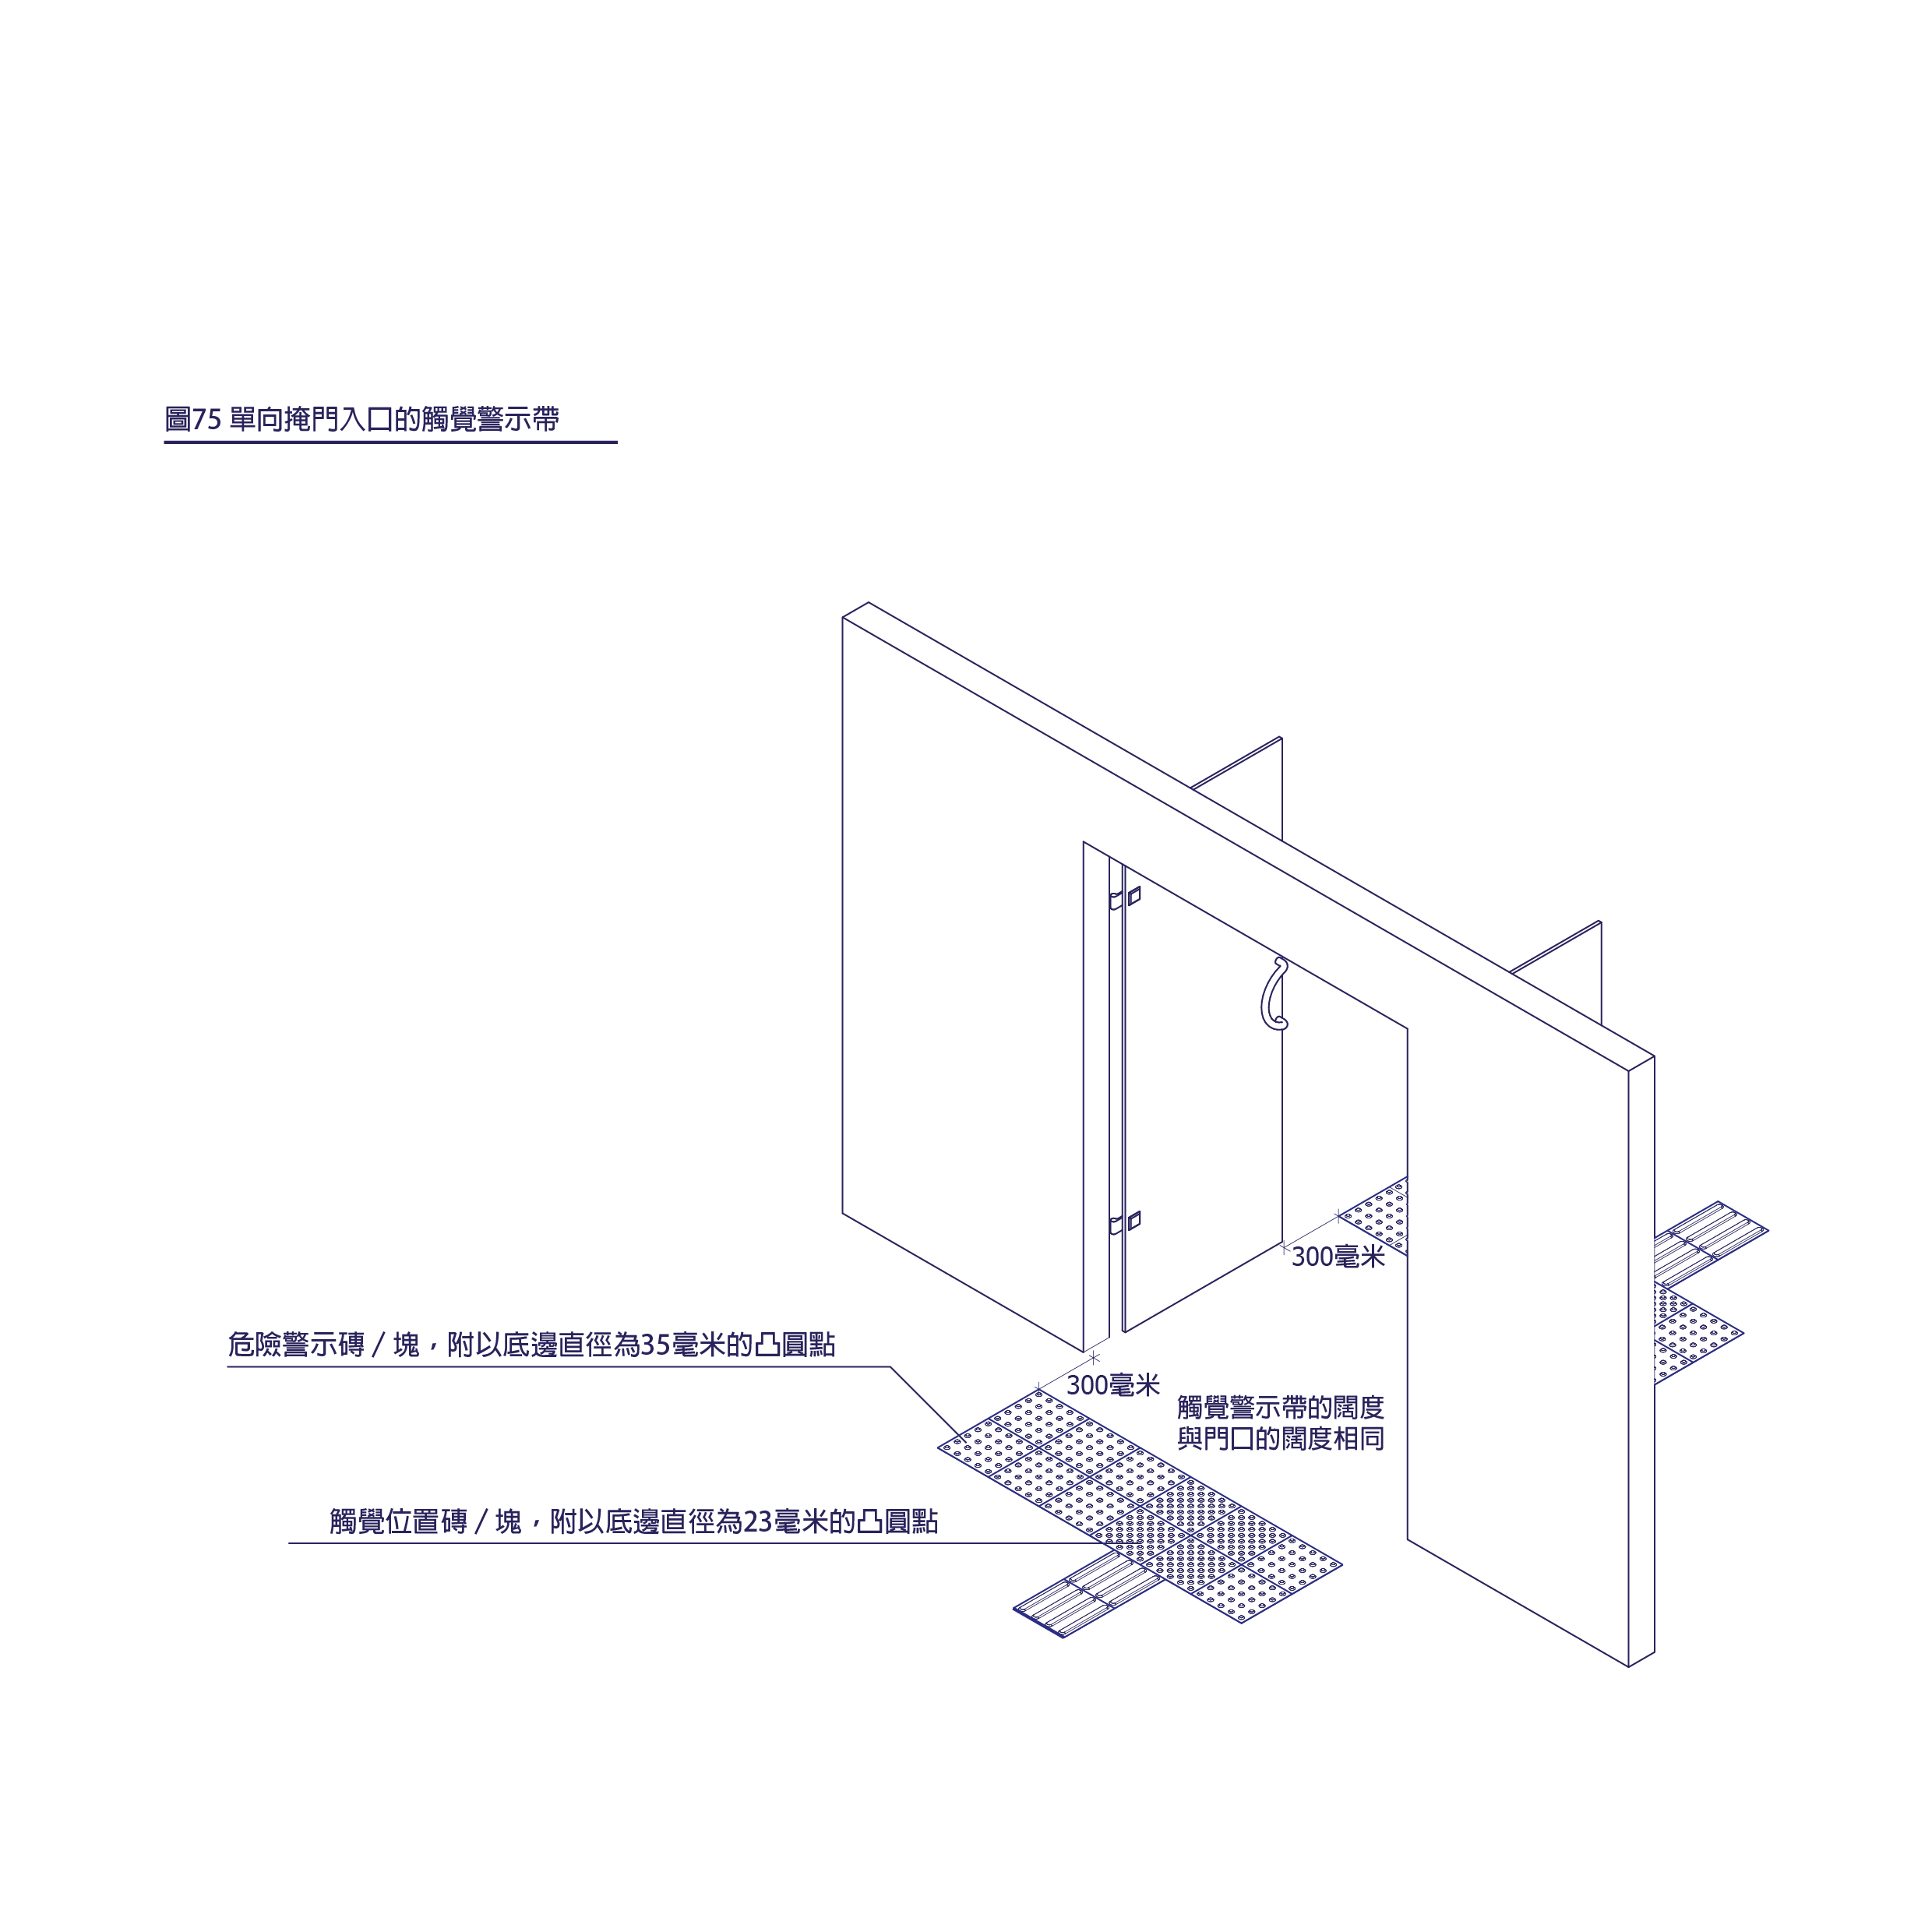 圖75 單向掩門入口的觸覺警示帶
300毫米
危險警示磚／塊，附以底邊直徑為35毫米的凸圓點
300毫米
觸覺警示帶的闊度
與門口的闊度相同
觸覺位置磚／塊，附以底邊直徑為23毫米的凸圓點